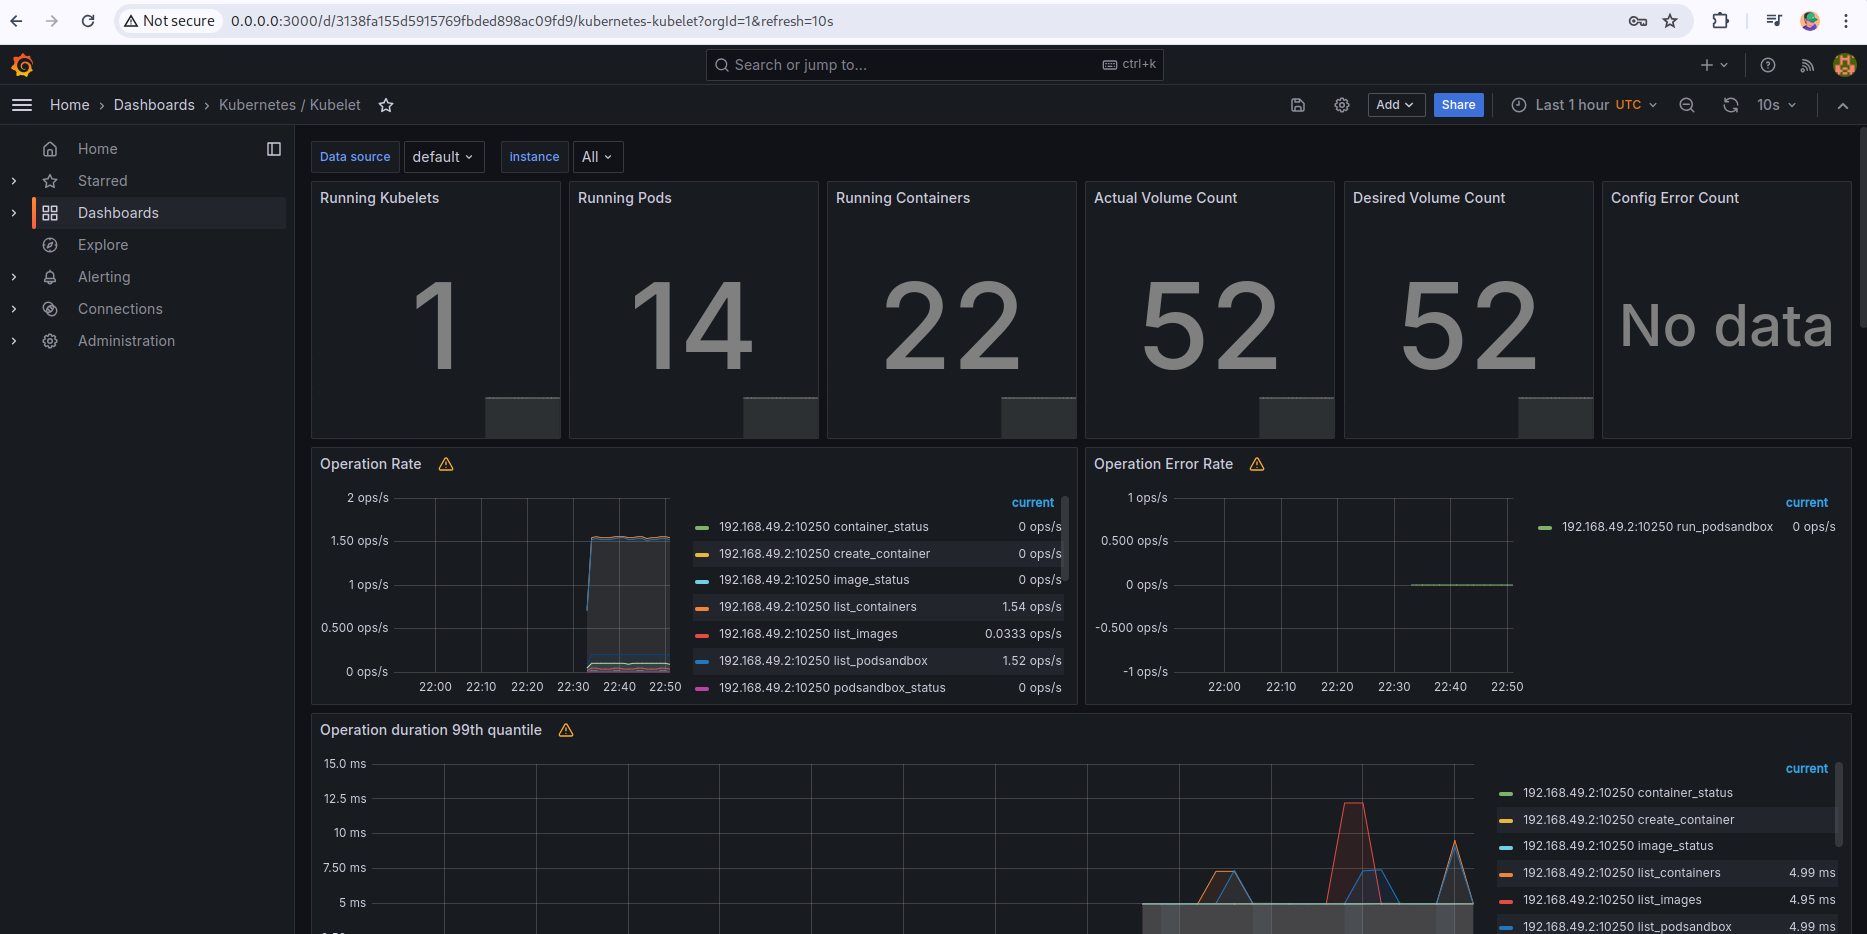 Not secure 0.0.0.0:3000/d/3138fa155d5915769fbded898ac09fd9/kubernetes-kubelet?orgId=1&refresh=10s
Search or jump to... ctrl+k
Home › Dashboards › Kubernetes / Kubelet Add Share Last 1 hour UTC 10s
Home
Starred
Dashboards
Explore
Alerting
Connections
Administration
Data source default instance All
Running Kubelets
1
Running Pods
14
Running Containers
22
Actual Volume Count
52
Desired Volume Count
52
Config Error Count
No data
Operation Rate
2 ops/s
1.50 ops/s
1 ops/s
0.500 ops/s
0 ops/s
22:00 22:10 22:20 22:30 22:40 22:50
current
192.168.49.2:10250 container_status 0 ops/s
192.168.49.2:10250 create_container 0 ops/s
192.168.49.2:10250 image_status 0 ops/s
192.168.49.2:10250 list_containers 1.54 ops/s
192.168.49.2:10250 list_images 0.0333 ops/s
192.168.49.2:10250 list_podsandbox 1.52 ops/s
192.168.49.2:10250 podsandbox_status 0 ops/s
Operation Error Rate
1 ops/s
0.500 ops/s
0 ops/s
-0.500 ops/s
-1 ops/s
22:00 22:10 22:20 22:30 22:40 22:50
current
192.168.49.2:10250 run_podsandbox 0 ops/s
Operation duration 99th quantile
15.0 ms
12.5 ms
10 ms
7.50 ms
5 ms
current
192.168.49.2:10250 container_status
192.168.49.2:10250 create_container
192.168.49.2:10250 image_status
192.168.49.2:10250 list_containers 4.99 ms
192.168.49.2:10250 list_images 4.95 ms
192.168.49.2:10250 list_podsandbox 4.99 ms